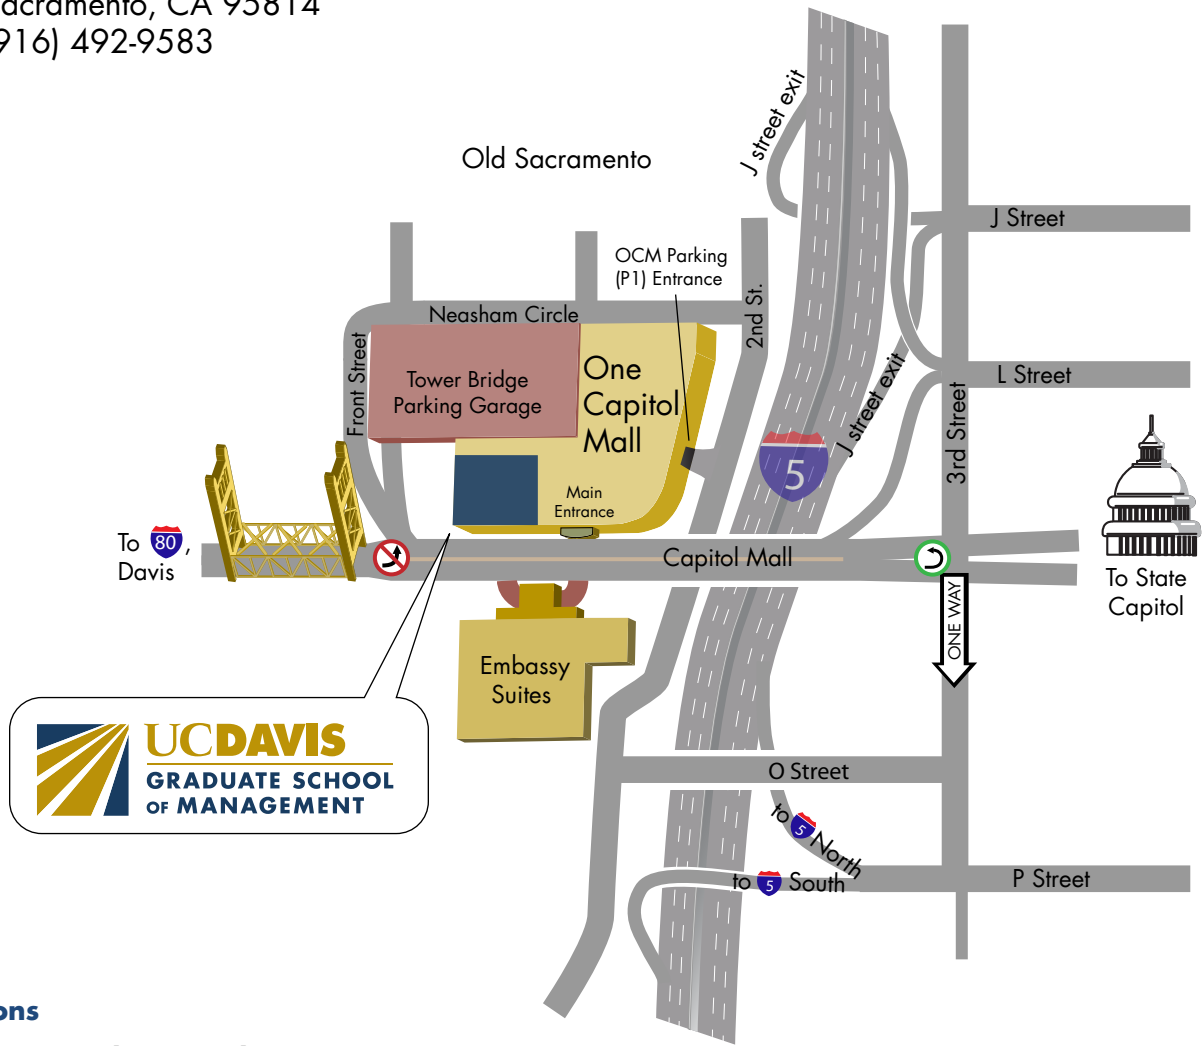 acramento, CA 95814
916) 492-9583
J street exit
Old Sacramento
J Street
OCM Parking
(P1) Entrance
Neasham Circle
2nd St.
Front Street
Tower Bridge
Parking Garage
One
Capitol
Mall
J street exit
L Street
3rd Street
5
Main
Entrance
To 80,
Davis
Capitol Mall
To State
Capitol
ONE WAY
Embassy
Suites
UCDAVIS
GRADUATE SCHOOL
OF MANAGEMENT
O Street
to 5 North
to 5 South
P Street
ons